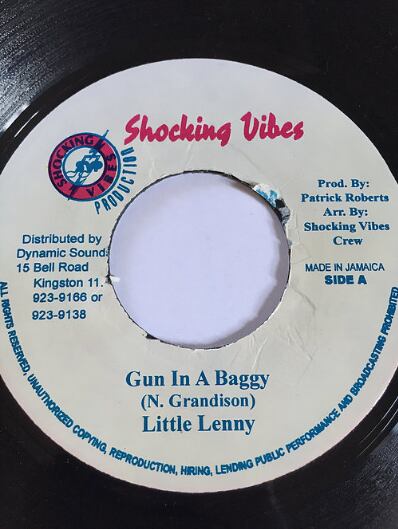 Shocking Vibes
SHOCKING
VIBES
PRODUCTION
Prod. By:
Patrick Roberts
Arr. By:
Shocking Vibes
Crew
Distributed by
Dynamic Sound
15 Bell Road
Kingston 11.
923-9166 or
923-9138
MADE IN JAMAICA
SIDE A
Gun In A Baggy
(N. Grandison)
Little Lenny
ALL RIGHTS RESERVED, UNAUTHORIZED COPYING, REPRODUCTION, HIRING, LENDING PUBLIC PERFORMANCE AND BROADCASTING PROHIBITED